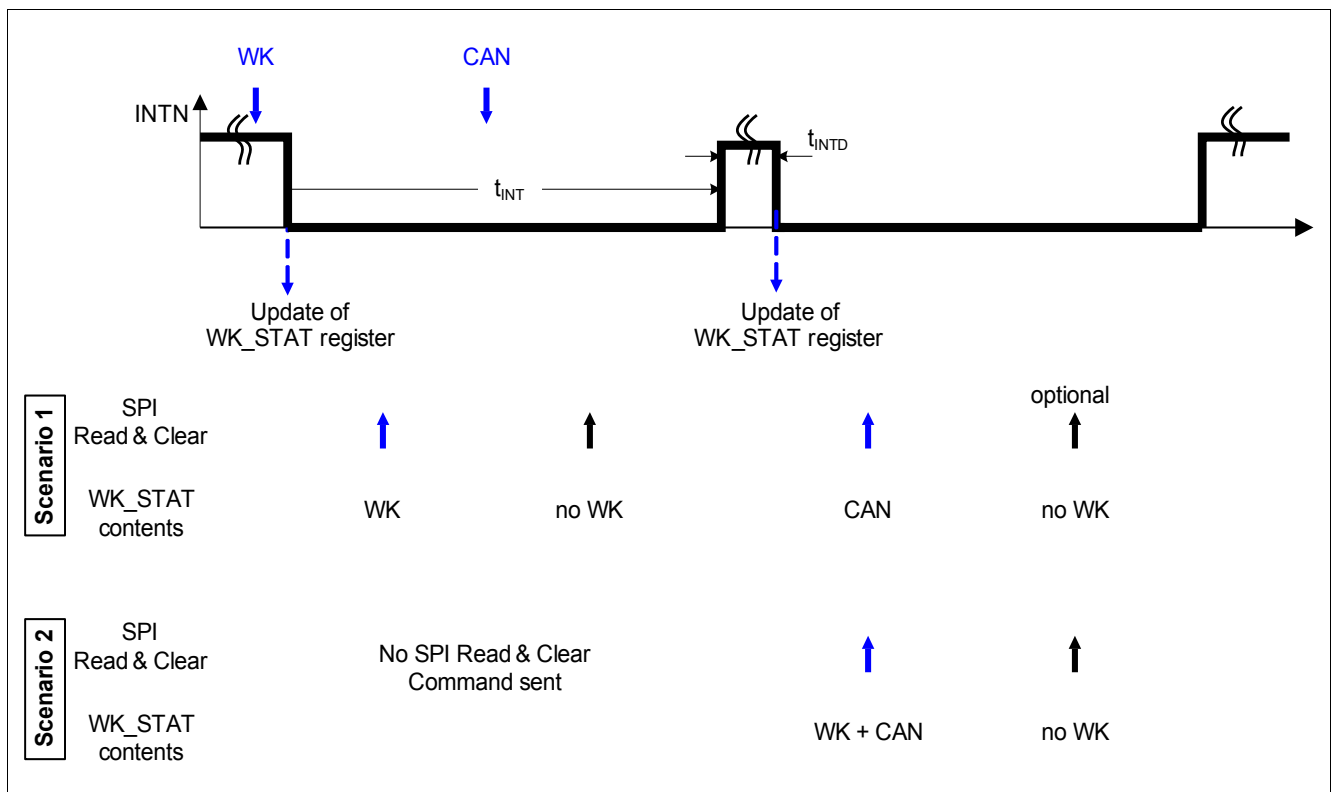 WK CAN
INTN
tINTD
tINT
Update of
WK_STAT register
Update of
WK_STAT register
Scenario 1
SPI
Read & Clear
optional
WK_STAT
contents
WK no WK CAN no WK
Scenario 2
SPI
Read & Clear
No SPI Read & Clear
Command sent
WK_STAT
contents
WK + CAN no WK